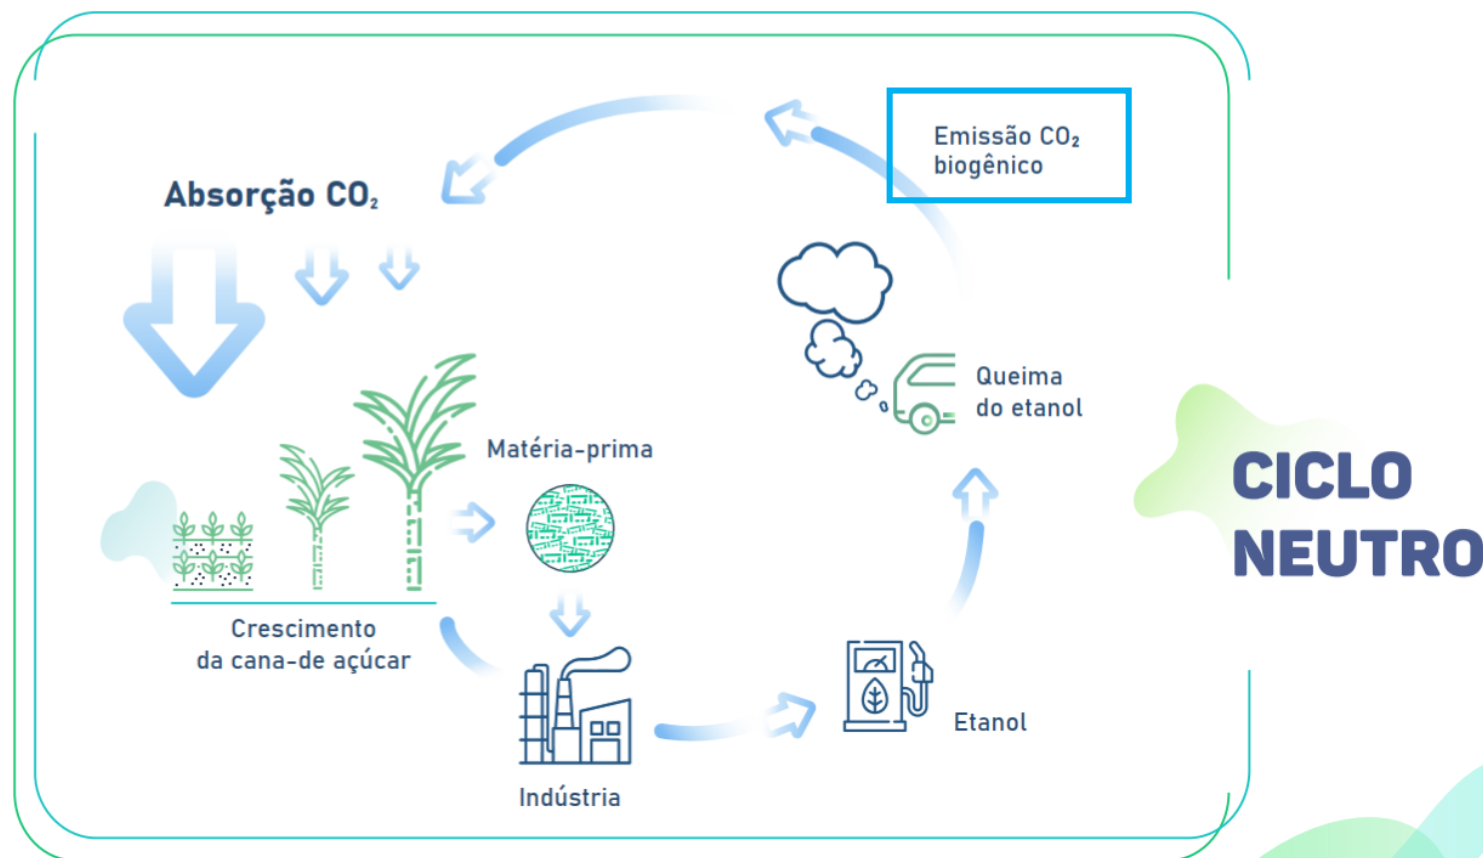 Emissão CO₂
biogênico
Absorção CO₂
Queima
do etanol
Matéria-prima
CICLO
NEUTRO
Crescimento
da cana-de açúcar
Etanol
Indústria